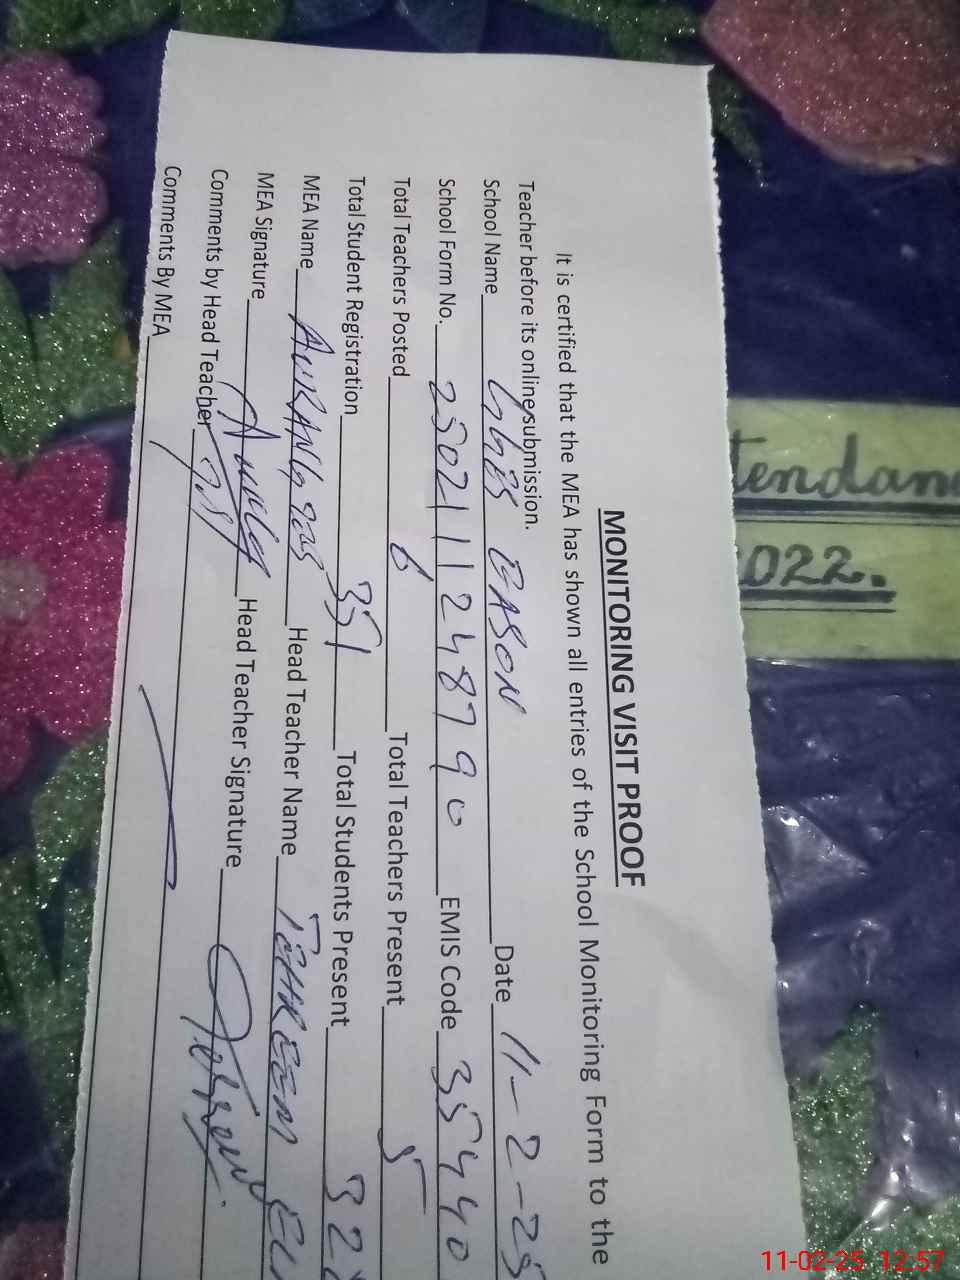 MONITORING VISIT PROOF
It is certified that the MEA has shown all entries of the School Monitoring Form to the
Teacher before its online submission.
School Name GGES BASON Date 11-2-25
School Form No. 2502111248790 EMIS Code 35440
Total Teachers Posted 6 Total Teachers Present 5
Total Student Registration 351 Total Students Present 32
MEA Name Head Teacher Name TEHREEM
MEA Signature Head Teacher Signature
Comments by Head Teacher
Comments By MEA
tendan
022.
11-02-25 12:57